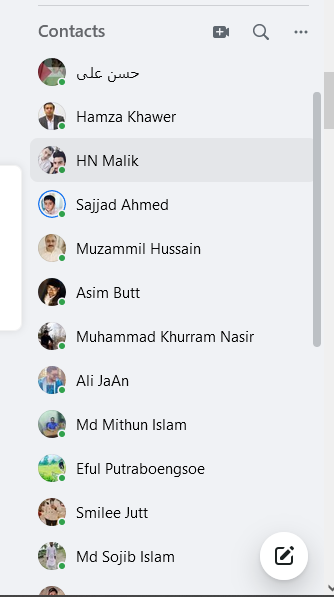 Contacts
حسن علی
Hamza Khawer
HN Malik
Sajjad Ahmed
Muzammil Hussain
Asim Butt
Muhammad Khurram Nasir
Ali JaAn
Md Mithun Islam
Eful Putraboengsoe
Smilee Jutt
Md Sojib Islam